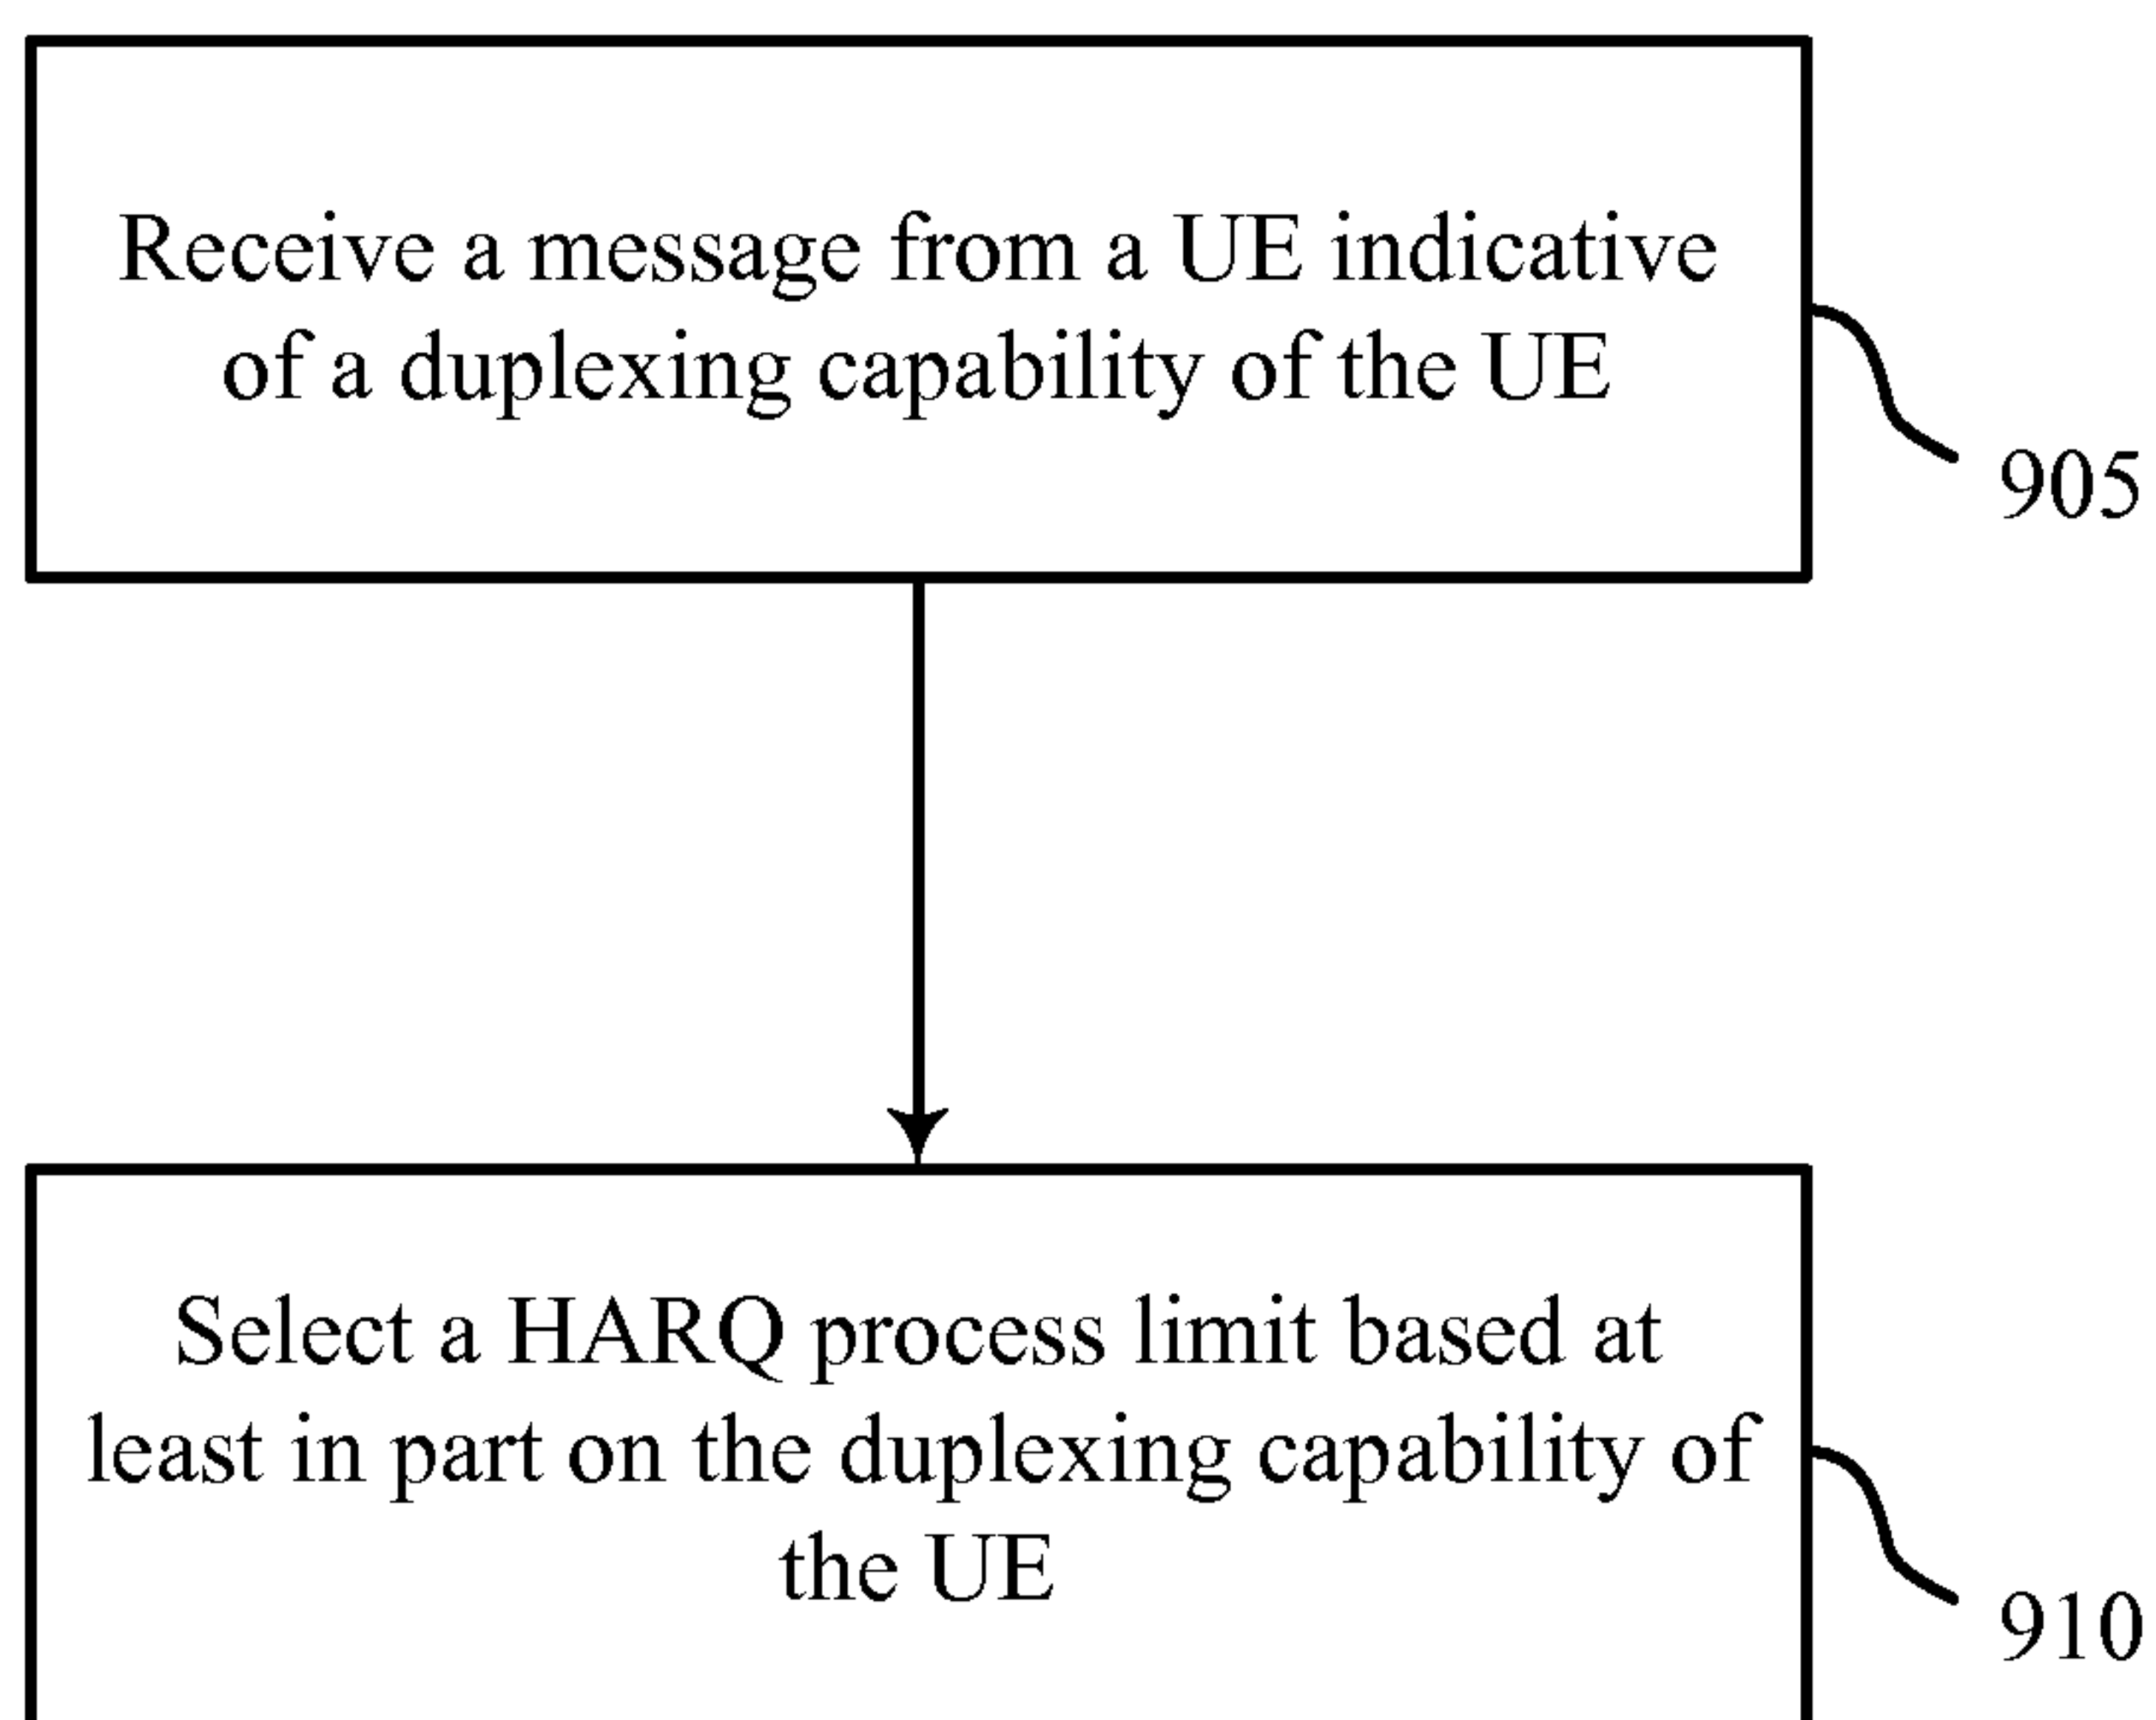 Receive a message from a UE indicative
of a duplexing capability of the UE
905
Select a HARQ process limit based at
least in part on the duplexing capability of
the UE
910